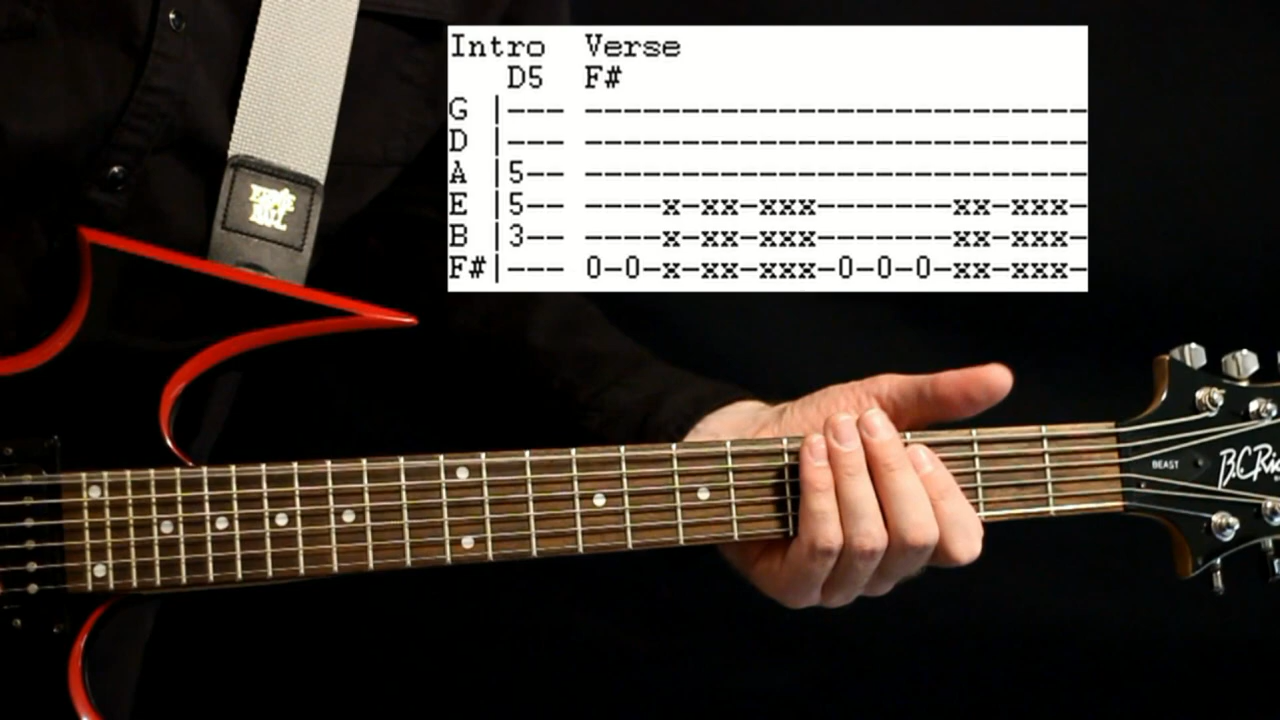 Intro  Verse
   D5  F#
G |--- --------------------------
D |--- --------------------------
A |5-- --------------------------
E |5-- ----x-xx-xxx-------xx-xxx-
B |3-- ----x-xx-xxx-------xx-xxx-
F#|--- 0-0-x-xx-xxx-0-0-0-xx-xxx-
ERNIE
BALL
BEAST